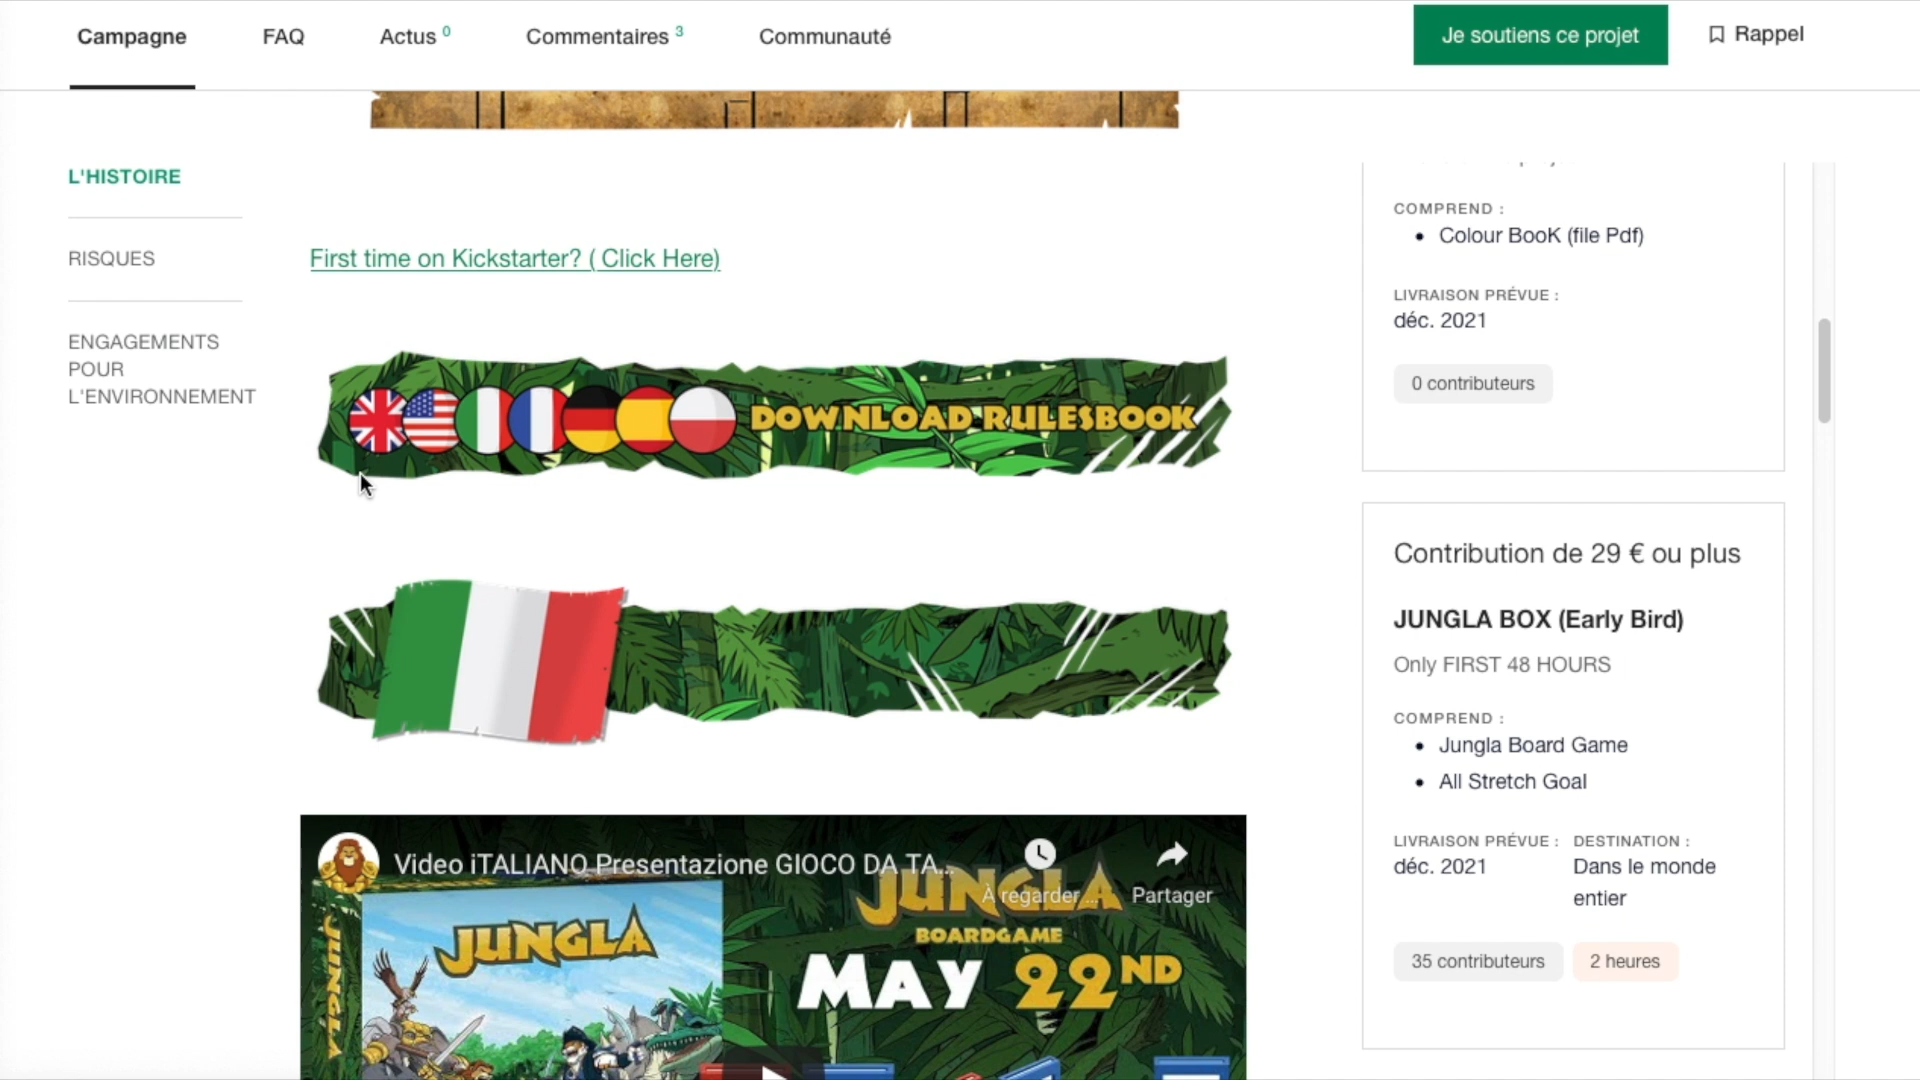 Campagne
FAQ
Actus 0
Commentaires 3
Communauté
Je soutiens ce projet
Rappel
L'HISTOIRE
RISQUES
ENGAGEMENTS
POUR
L'ENVIRONNEMENT
First time on Kickstarter? ( Click Here)
DOWNLOAD RULESBOOK
Video iTALIANO Presentazione GIOCO DA TA...
À regarder ...
Partager
JUNGLA
BOARDGAME
MAY 22ND
JUNGLA
JUNGLA
COMPREND :
Colour BooK (file Pdf)
LIVRAISON PRÉVUE :
déc. 2021
0 contributeurs
Contribution de 29 € ou plus
JUNGLA BOX (Early Bird)
Only FIRST 48 HOURS
COMPREND :
Jungla Board Game
All Stretch Goal
LIVRAISON PRÉVUE :
déc. 2021
DESTINATION :
Dans le monde
entier
35 contributeurs
2 heures